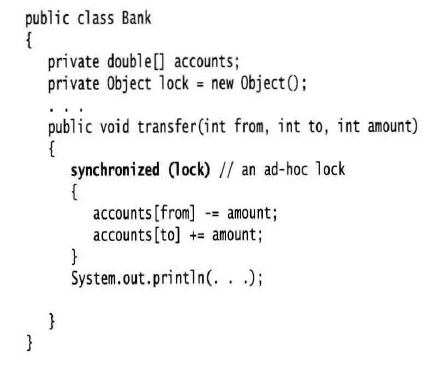 public class Bank
{
private double[] accounts;
private Object lock = new Object();
. . .
public void transfer(int from, int to, int amount)
{
synchronized (lock) // an ad-hoc lock
{
accounts[from] -= amount;
accounts[to] += amount;
}
System.out.println(. . .);
}
}